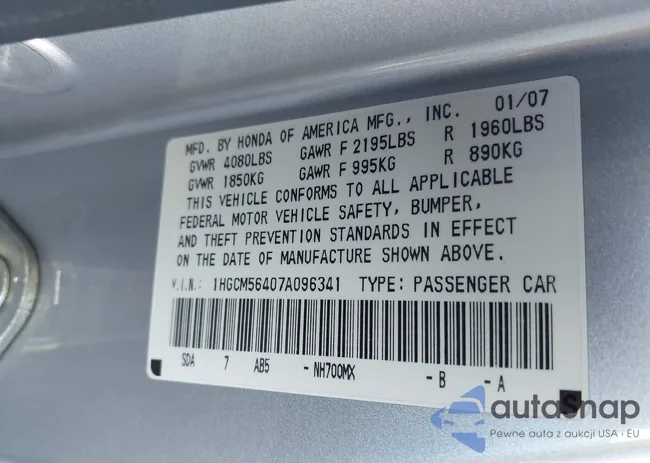 MFD. BY HONDA OF AMERICA MFG., INC. 01/07
GVWR 4080LBS GAWR F 2195LBS R 1960LBS
GVWR 1850KG GAWR F 995KG R 890KG
THIS VEHICLE CONFORMS TO ALL APPLICABLE
FEDERAL MOTOR VEHICLE SAFETY, BUMPER,
AND THEFT PREVENTION STANDARDS IN EFFECT
ON THE DATE OF MANUFACTURE SHOWN ABOVE.
V.I.N.: 1HGCM56407A096341 TYPE: PASSENGER CAR
SDA 7 AB5 -NH700MX -B -A
autoSnap
Pewne auta z aukcji USA i EU